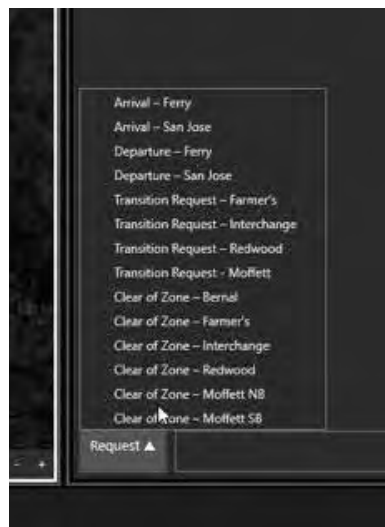 Arrival – Ferry
Arrival – San Jose
Departure – Ferry
Departure – San Jose
Transition Request – Farmer's
Transition Request – Interchange
Transition Request – Redwood
Transition Request - Moffett
Clear of Zone – Bernal
Clear of Zone – Farmer's
Clear of Zone – Interchange
Clear of Zone – Redwood
Clear of Zone – Moffett NB
Clear of Zone – Moffett SB
Request ▲
- +